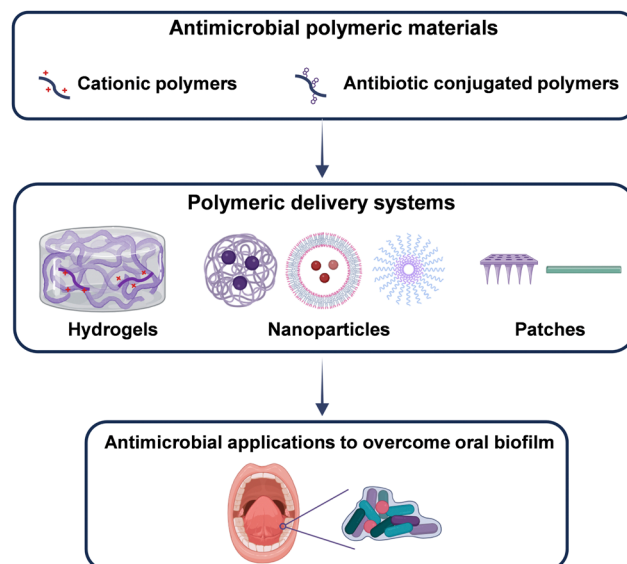 Antimicrobial polymeric materials
Cationic polymers
Antibiotic conjugated polymers
Polymeric delivery systems
Hydrogels
Nanoparticles
Patches
Antimicrobial applications to overcome oral biofilm